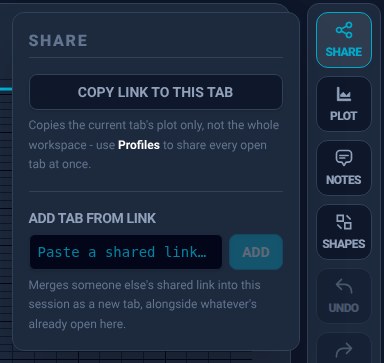 SHARE
COPY LINK TO THIS TAB
Copies the current tab's plot only, not the whole
workspace - use Profiles to share every open
tab at once.
ADD TAB FROM LINK
Paste a shared link…
ADD
Merges someone else's shared link into this
session as a new tab, alongside whatever's
already open here.
SHARE
PLOT
NOTES
SHAPES
UNDO